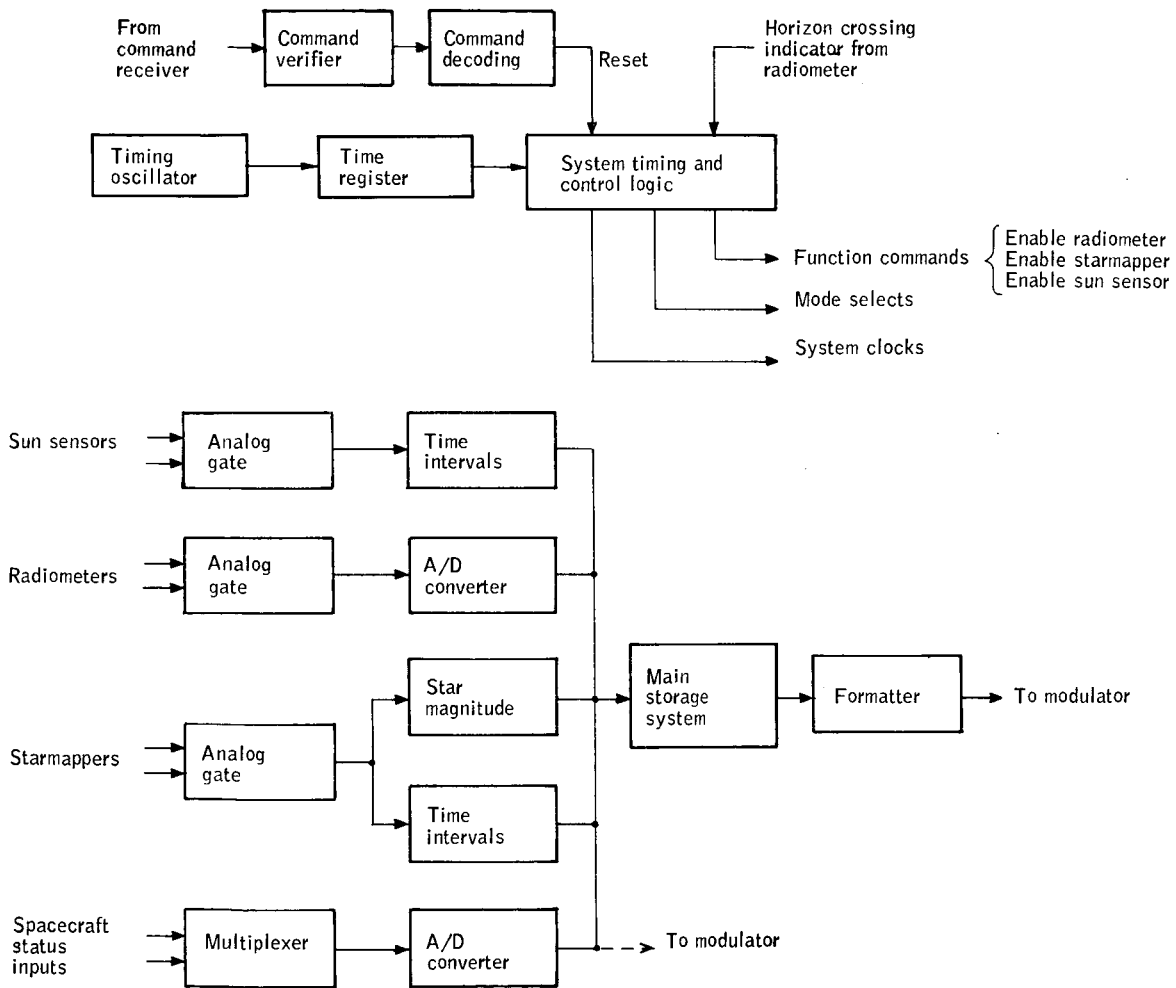 From
command
receiver
Command
verifier
Command
decoding
Reset
Horizon crossing
indicator from
radiometer
Timing
oscillator
Time
register
System timing and
control logic
Function commands
Enable radiometer
Enable starmapper
Enable sun sensor
Mode selects
System clocks
Sun sensors
Analog
gate
Time
intervals
Radiometers
Analog
gate
A/D
converter
Star
magnitude
Main
storage
system
Formatter
To modulator
Starmappers
Analog
gate
Time
intervals
Spacecraft
status
inputs
Multiplexer
A/D
converter
To modulator